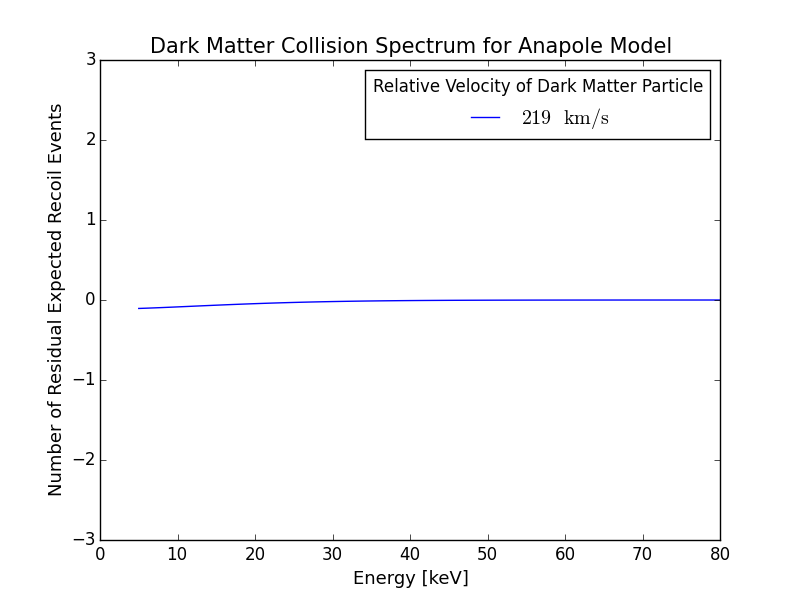 Dark Matter Collision Spectrum for Anapole Model
Number of Residual Expected Recoil Events
3
2
1
0
−1
−2
−3
Relative Velocity of Dark Matter Particle
219 km/s
0 10 20 30 40 50 60 70 80
Energy [keV]